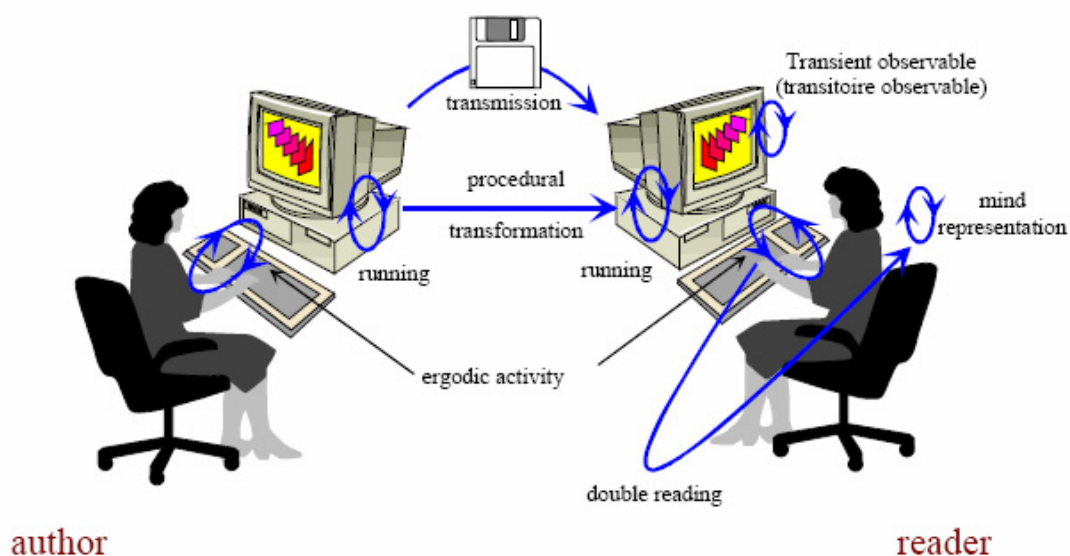 Transient observable
(transitoire observable)
transmission
procedural
transformation
mind
representation
running
running
ergodic activity
double reading
author
reader